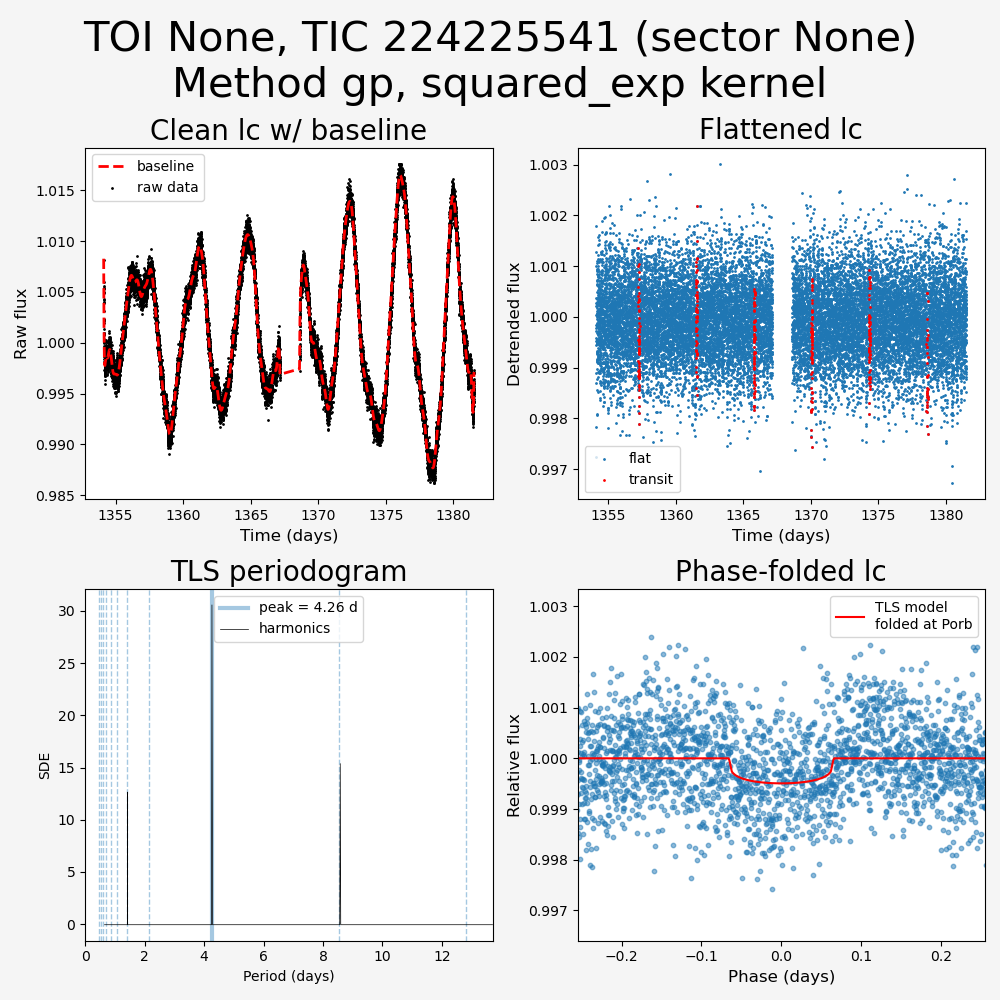 TOI None, TIC 224225541 (sector None)
Method gp, squared_exp kernel
Clean lc w/ baseline
baseline
raw data
1.015
1.010
1.005
1.000
0.995
0.990
0.985
Raw flux
1355
1360
1365
1370
1375
1380
Time (days)
Flattened lc
1.003
1.002
1.001
1.000
0.999
0.998
0.997
Detrended flux
flat
transit
1355
1360
1365
1370
1375
1380
Time (days)
TLS periodogram
peak = 4.26 d
harmonics
30
25
20
15
10
5
0
SDE
0
2
4
6
8
10
12
Period (days)
Phase-folded lc
TLS model
folded at Porb
1.003
1.002
1.001
1.000
0.999
0.998
0.997
Relative flux
−0.2
−0.1
0.0
0.1
0.2
Phase (days)